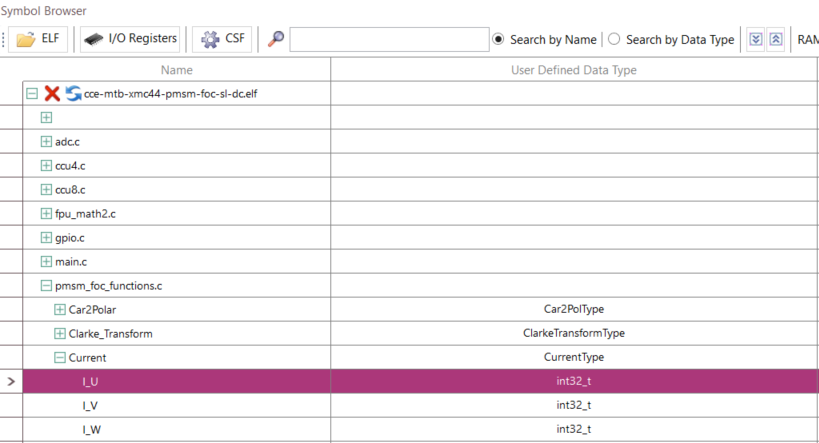 Symbol Browser
ELF I/O Registers CSF Search by Name Search by Data Type RAM
Name User Defined Data Type
cce-mtb-xmc44-pmsm-foc-sl-dc.elf
adc.c
ccu4.c
ccu8.c
fpu_math2.c
gpio.c
main.c
pmsm_foc_functions.c
Car2Polar Car2PolType
Clarke_Transform ClarkeTransformType
Current CurrentType
I_U int32_t
I_V int32_t
I_W int32_t